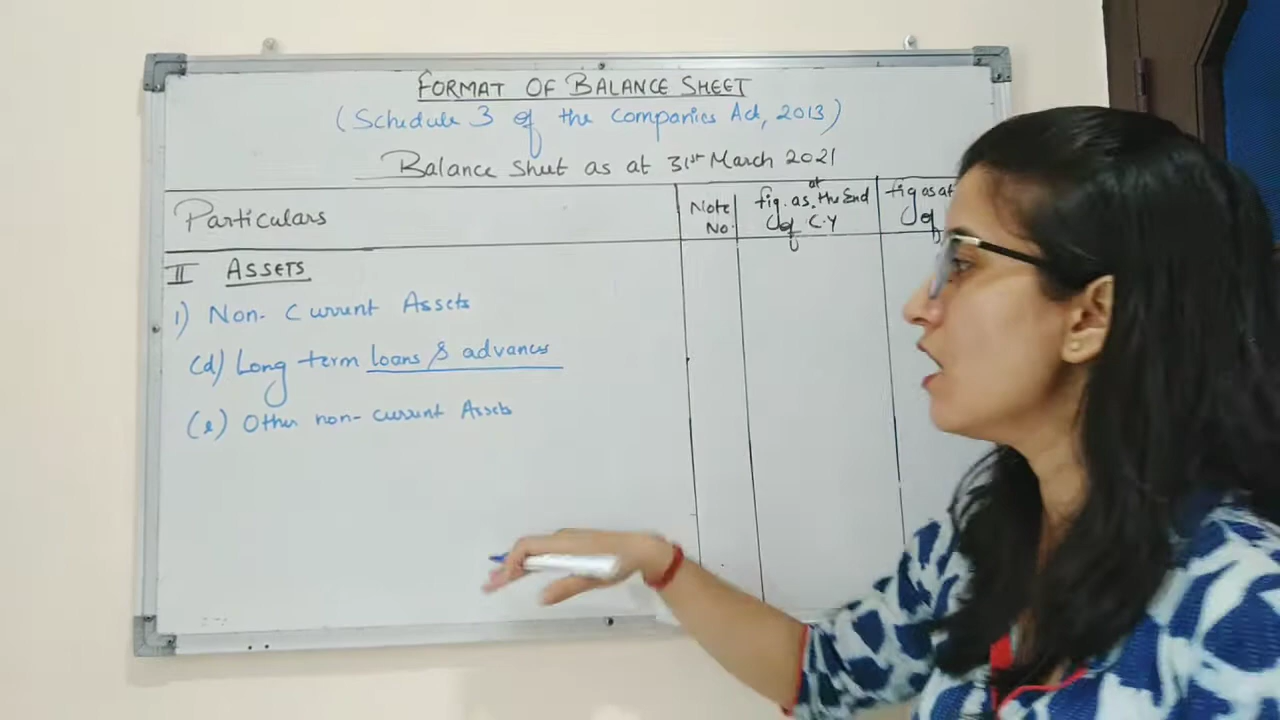 FORMAT OF BALANCE SHEET
(Schedule 3 of the Companies Act, 2013)
Balance Sheet as at 31st March 2021
Particulars
Note No.
fig. as at the End of C.Y
fig as at of
II ASSETS
1) Non-Current Assets
(d) Long term loans & advances
(e) Other non-current Assets